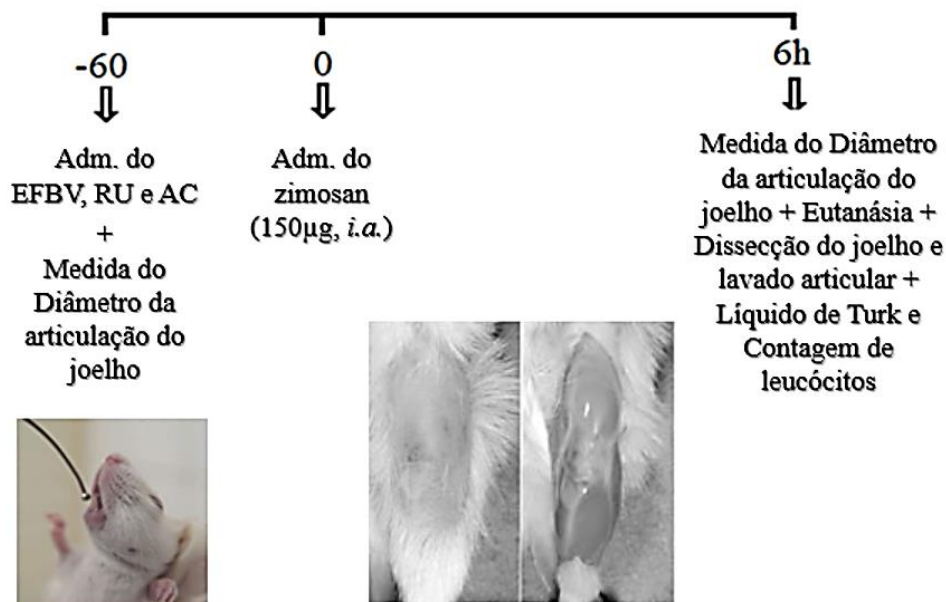 -60
0
6h
Adm. do
EFBV, RU e AC
+
Medida do
Diâmetro da
articulação do
joelho
Adm. do
zimosan
(150µg, i.a.)
Medida do Diâmetro
da articulação do
joelho + Eutanásia +
Dissecção do joelho e
lavado articular +
Líquido de Turk e
Contagem de
leucócitos